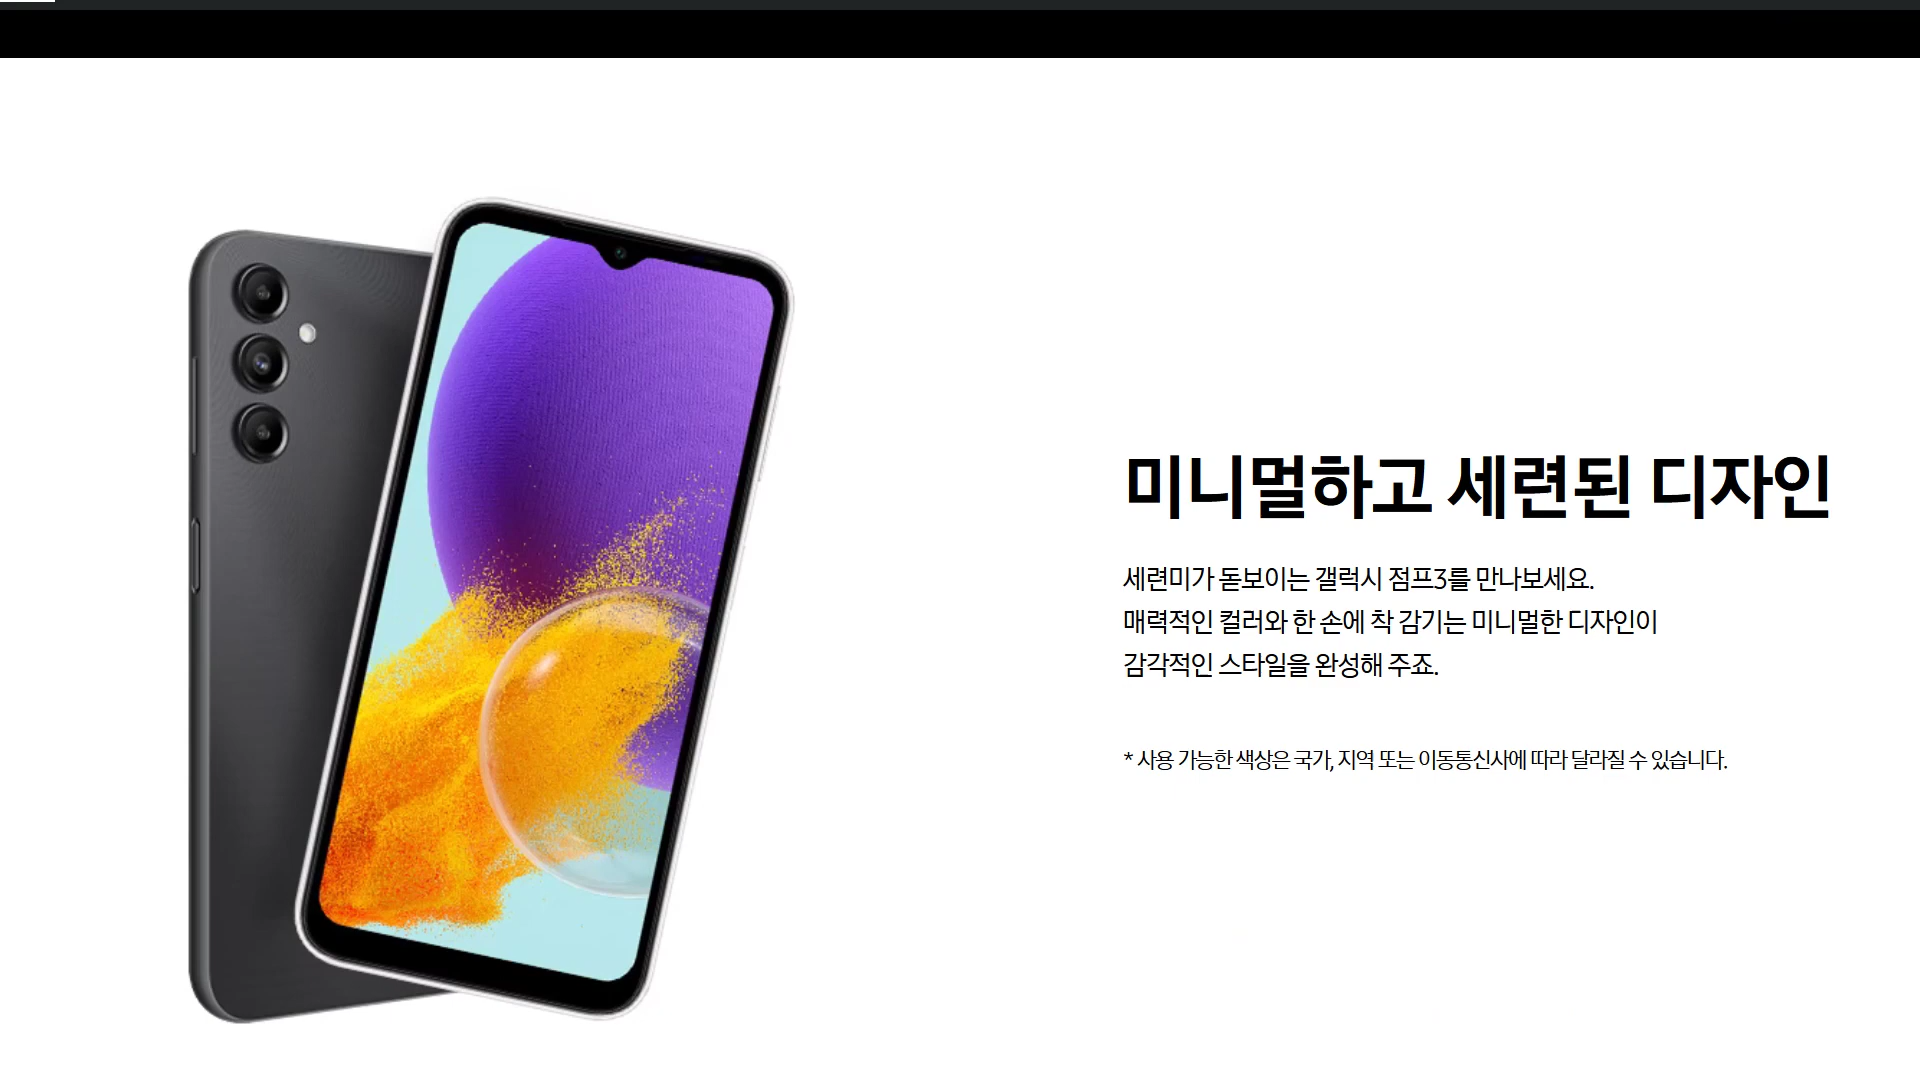 미니멀하고 세련된 디자인
세련미가 돋보이는 갤럭시 점프3를 만나보세요.
매력적인 컬러와 한 손에 착 감기는 미니멀한 디자인이
감각적인 스타일을 완성해 주죠.
* 사용 가능한 색상은 국가, 지역 또는 이동통신사에 따라 달라질 수 있습니다.